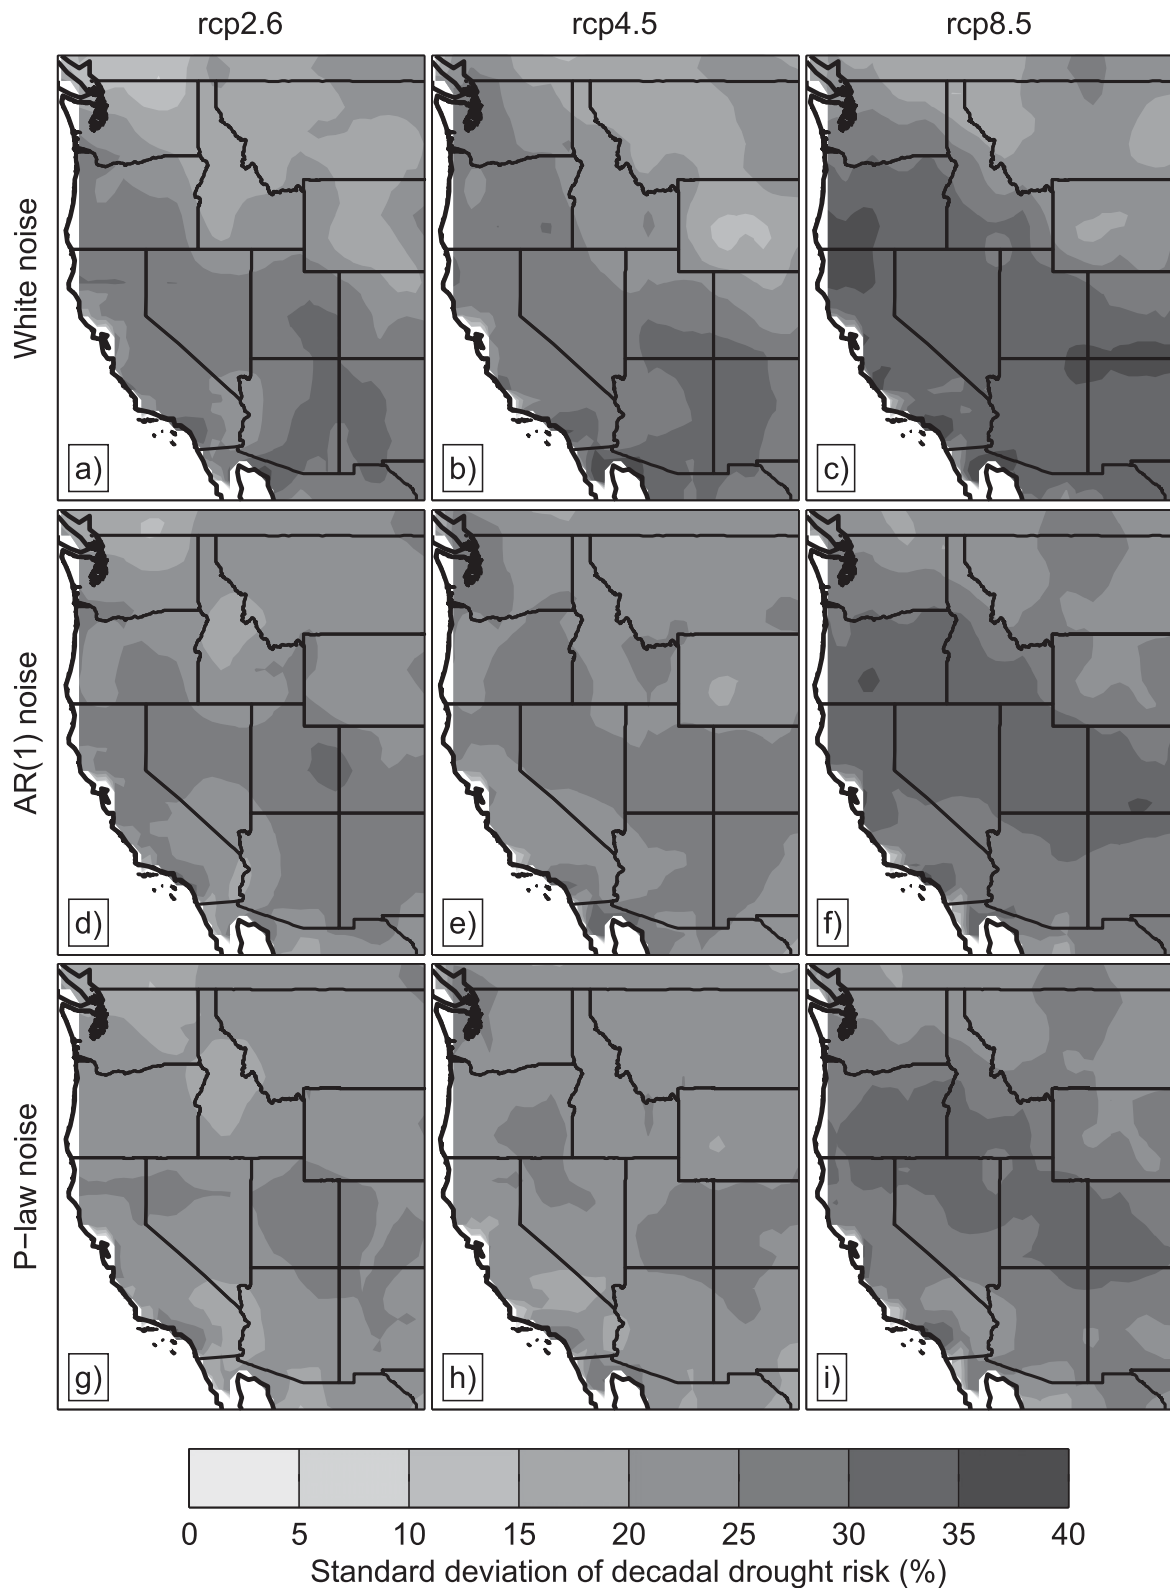 rcp2.6 rcp4.5 rcp8.5
White noise
a) b) c)
AR(1) noise
d) e) f)
P−law noise
g) h) i)
0 5 10 15 20 25 30 35 40
Standard deviation of decadal drought risk (%)